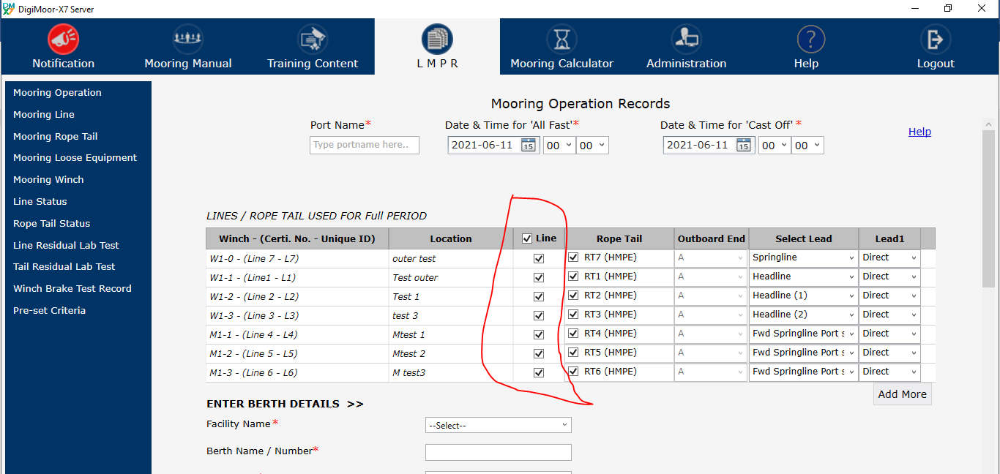 DigiMoor-X7 Server
Notification Mooring Manual Training Content L M P R Mooring Calculator Administration ? Help Logout
Mooring Operation
Mooring Line
Mooring Rope Tail
Mooring Loose Equipment
Mooring Winch
Line Status
Rope Tail Status
Line Residual Lab Test
Tail Residual Lab Test
Winch Brake Test Record
Pre-set Criteria
Mooring Operation Records
Port Name* Date & Time for 'All Fast'* Date & Time for 'Cast Off' *
Help
Type portname here.. 2021-06-11 15 00 00 2021-06-11 15 00 00
LINES / ROPE TAIL USED FOR Full PERIOD
Winch - (Certi. No. - Unique ID) Location Line Rope Tail Outboard End Select Lead Lead1
W1-0 - (Line 7 - L7) outer test RT7 (HMPE) A Springline Direct
W1-1 - (Line1 - L1) Test outer RT1 (HMPE) A Headline Direct
W1-2 - (Line 2 - L2) Test 1 RT2 (HMPE) A Headline (1) Direct
W1-3 - (Line 3 - L3) test 3 RT3 (HMPE) A Headline (2) Direct
M1-1 - (Line 4 - L4) Mtest 1 RT4 (HMPE) A Fwd Springline Port s Direct
M1-2 - (Line 5 - L5) Mtest 2 RT5 (HMPE) A Fwd Springline Port s Direct
M1-3 - (Line 6 - L6) M test3 RT6 (HMPE) A Fwd Springline Port s Direct
Add More
ENTER BERTH DETAILS >>
Facility Name* --Select--
Berth Name / Number*